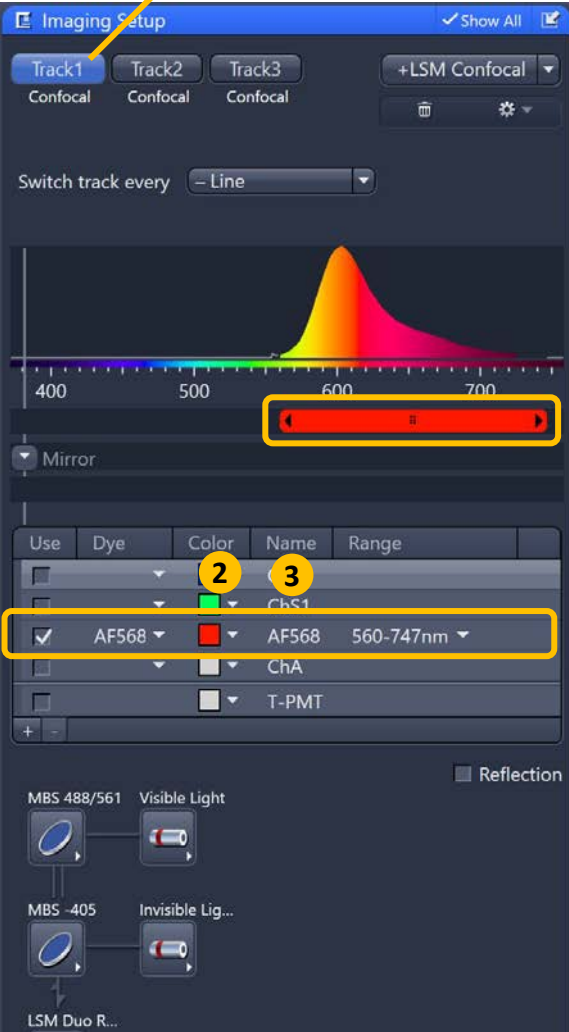 Imaging Setup Show All
Track1 Track2 Track3 +LSM Confocal
Confocal Confocal Confocal
Switch track every – Line
400 500 600 700
Mirror
Use Dye Color Name Range
2 3
ChS1
AF568 AF568 560-747nm
ChA
T-PMT
+ -
Reflection
MBS 488/561 Visible Light
MBS -405 Invisible Lig...
LSM Duo R...